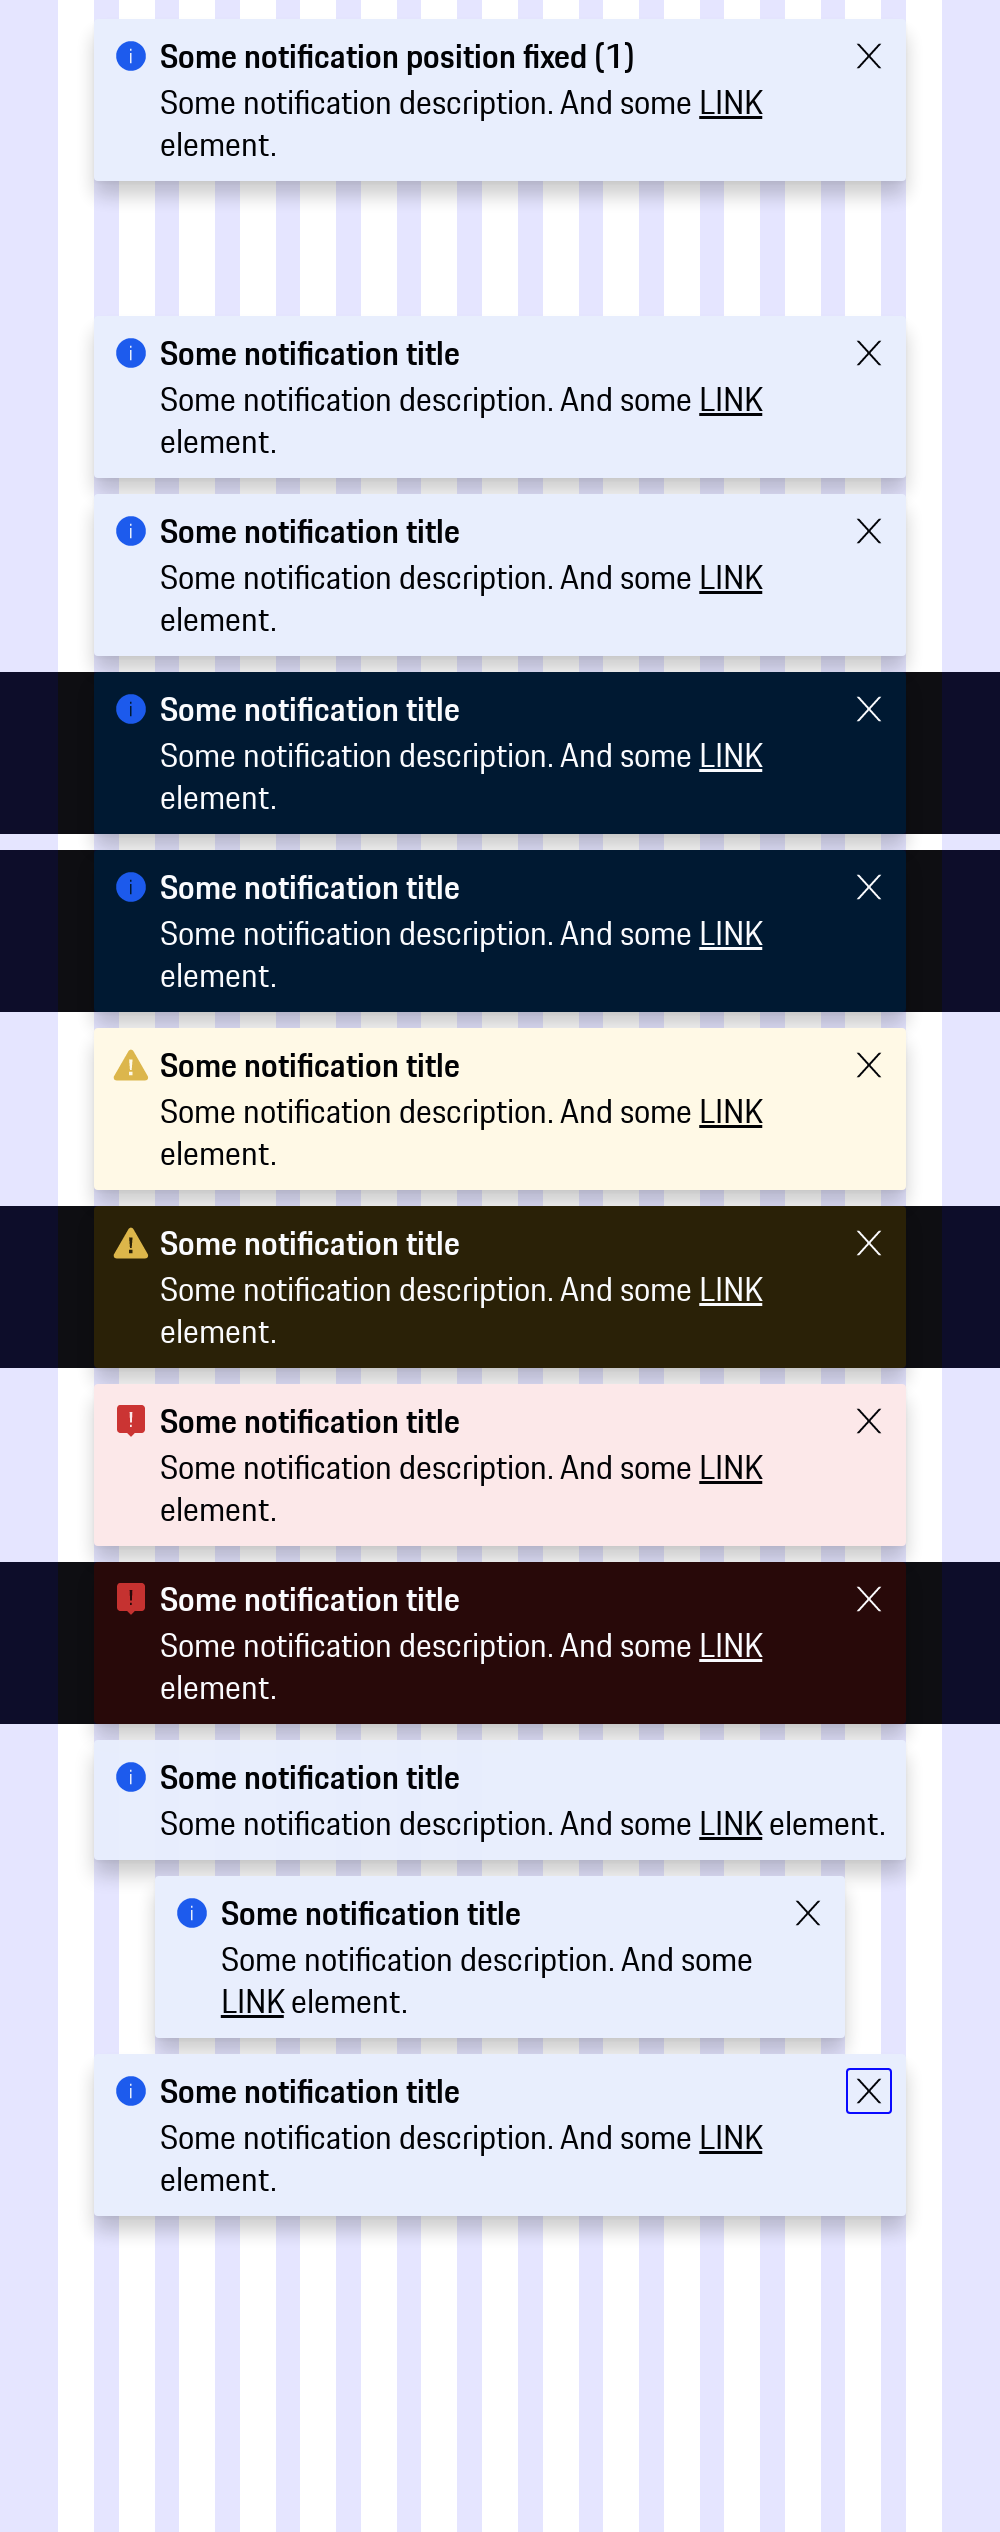 Some notification position fixed (1)
Some notification description. And some LINK
element.
Some notification title
Some notification description. And some LINK
element.
Some notification title
Some notification description. And some LINK
element.
Some notification title
Some notification description. And some LINK
element.
Some notification title
Some notification description. And some LINK
element.
Some notification title
Some notification description. And some LINK
element.
Some notification title
Some notification description. And some LINK
element.
Some notification title
Some notification description. And some LINK
element.
Some notification title
Some notification description. And some LINK
element.
Some notification title
Some notification description. And some LINK element.
Some notification title
Some notification description. And some
LINK element.
Some notification title
Some notification description. And some LINK
element.